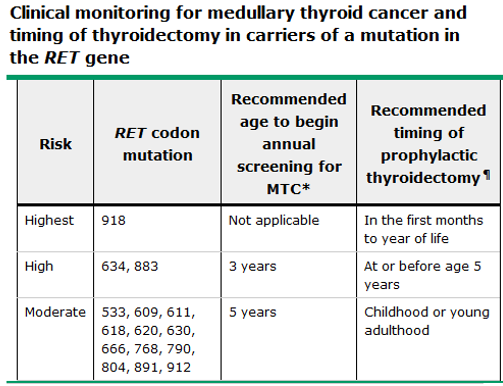 Clinical monitoring for medullary thyroid cancer and
timing of thyroidectomy in carriers of a mutation in
the RET gene
Risk
RET codon
mutation
Recommended
age to begin
annual
screening for
MTC*
Recommended
timing of
prophylactic
thyroidectomy¶
Highest
918
Not applicable
In the first months
to year of life
High
634, 883
3 years
At or before age 5
years
Moderate
533, 609, 611,
618, 620, 630,
666, 768, 790,
804, 891, 912
5 years
Childhood or young
adulthood